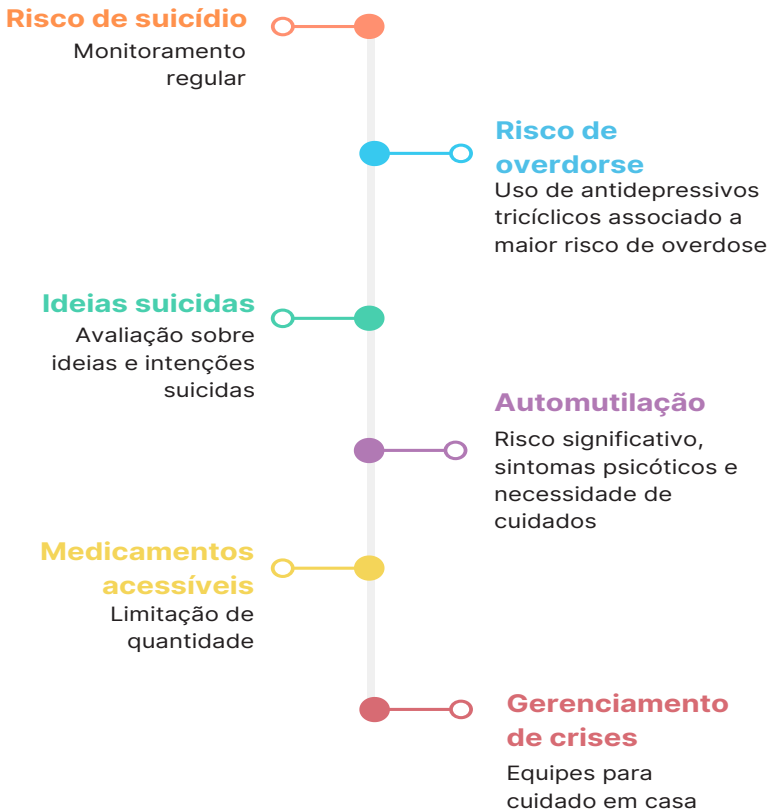 Risco de suicídio
Monitoramento
regular
Risco de
overdorse
Uso de antidepressivos
tricíclicos associado a
maior risco de overdose
Ideias suicidas
Avaliação sobre
ideias e intenções
suicidas
Automutilação
Risco significativo,
sintomas psicóticos e
necessidade de
cuidados
Medicamentos
acessíveis
Limitação de
quantidade
Gerenciamento
de crises
Equipes para
cuidado em casa